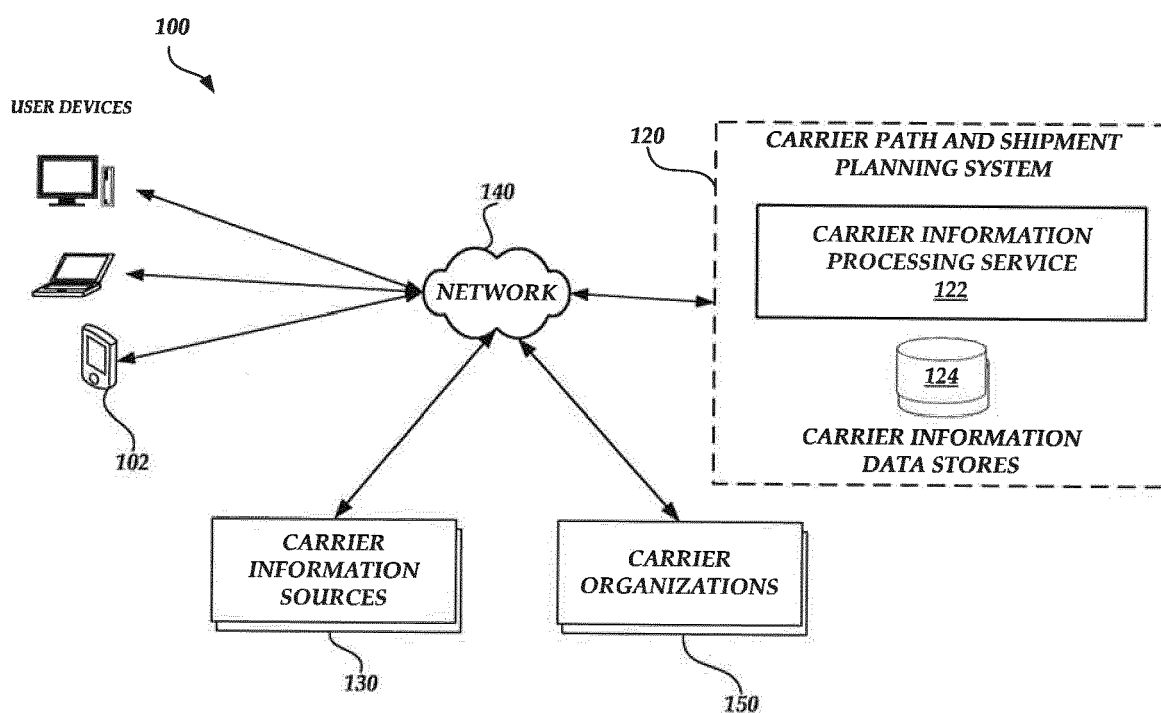 100
USER DEVICES
120
CARRIER PATH AND SHIPMENT
PLANNING SYSTEM
140
CARRIER INFORMATION
PROCESSING SERVICE
122
NETWORK
124
102
CARRIER INFORMATION
DATA STORES
CARRIER
INFORMATION
SOURCES
CARRIER
ORGANIZATIONS
130
150